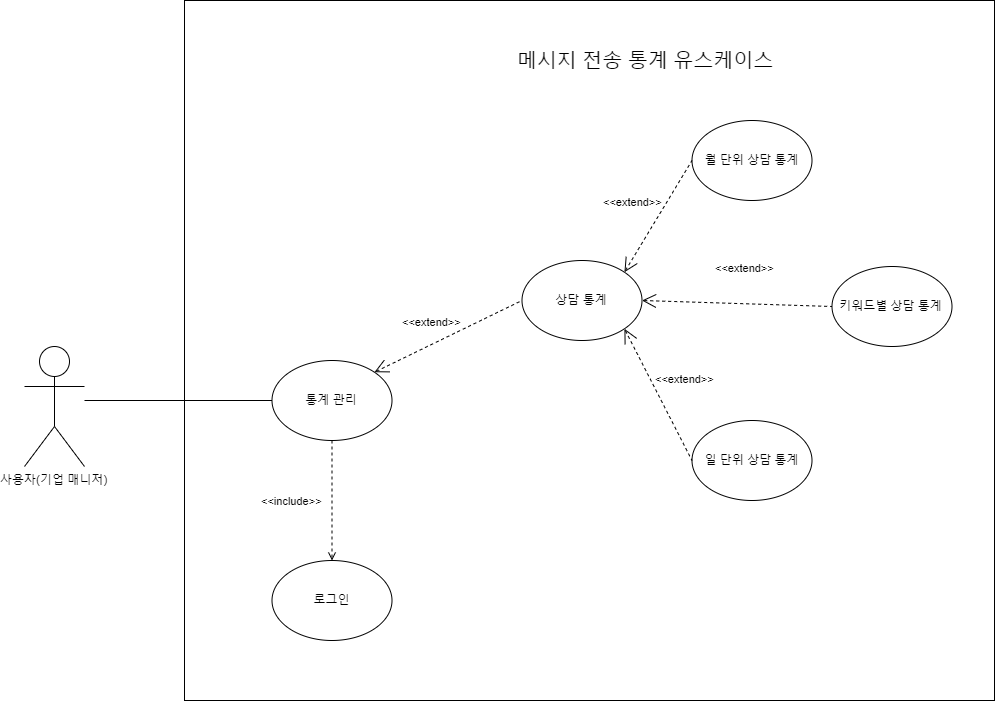 메시지 전송 통계 유스케이스
월 단위 상담 통계
<<extend>>
<<extend>>
상담 통계
키워드별 상담 통계
<<extend>>
<<extend>>
통계 관리
일 단위 상담 통계
사용자(기업 매니저)
<<include>>
로그인